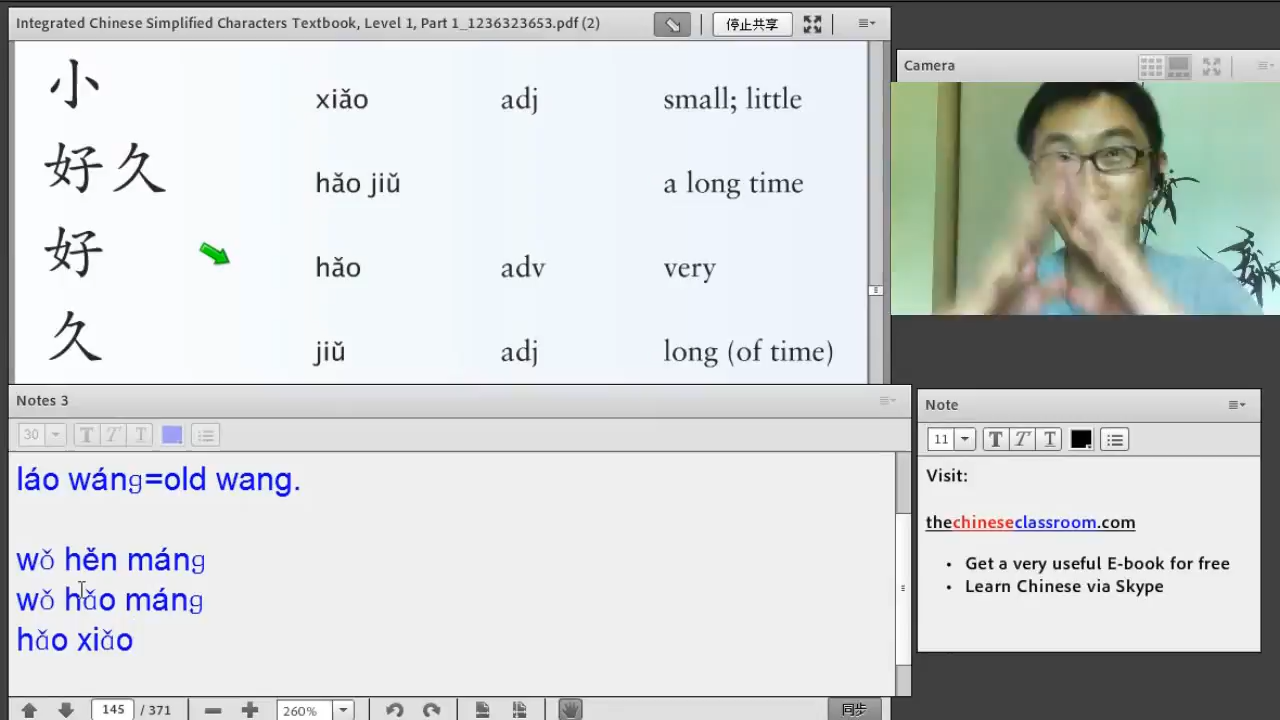 Integrated Chinese Simplified Characters Textbook, Level 1, Part 1_1236323653.pdf (2)
停止共享
小 xiǎo adj small; little
好久 hǎo jiǔ a long time
好 hǎo adv very
久 jiǔ adj long (of time)
Camera
Notes 3
30 T T T
láo wáng=old wang.
wǒ hěn máng
wǒ hǎo máng
hǎo xiǎo
145 / 371 260% 同步
Note
11 T T T
Visit:
thechineseclassroom.com
• Get a very useful E-book for free
• Learn Chinese via Skype